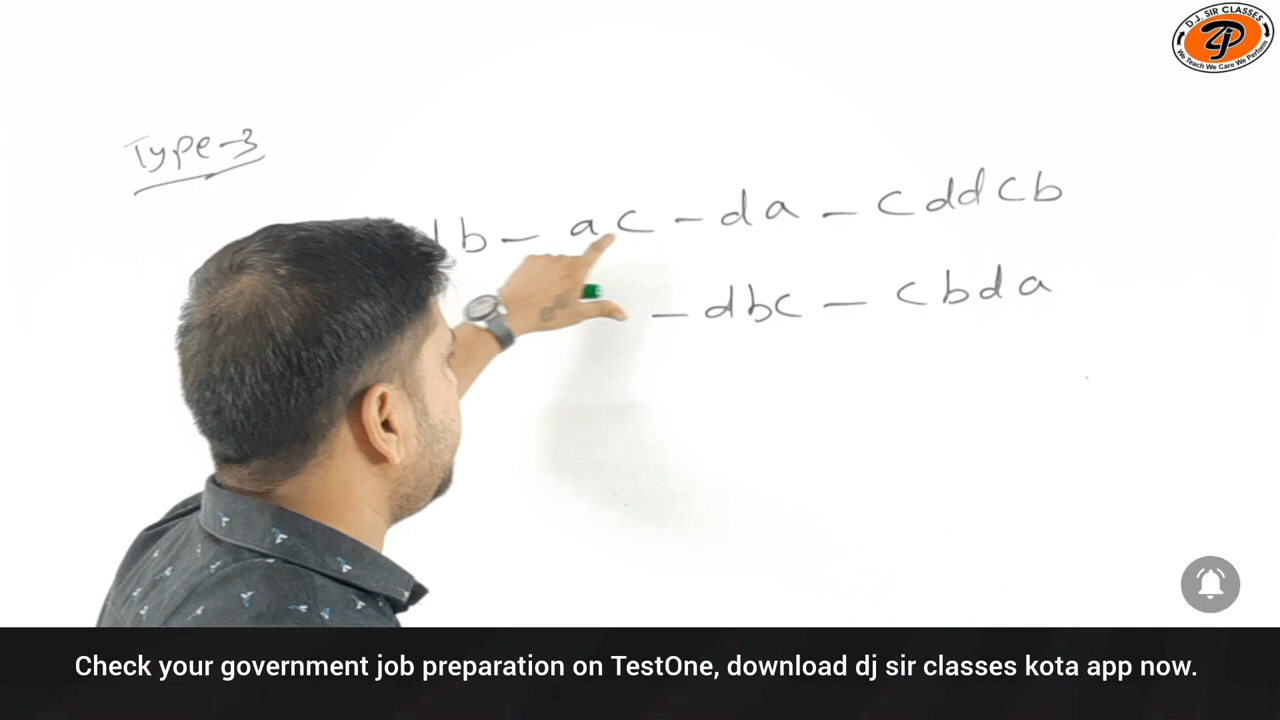 D.J. SIR CLASSES
We Teach We Care We Perform
Type-3
b - ac - da - cddcb
- dbc - cbda
Check your government job preparation on TestOne, download dj sir classes kota app now.